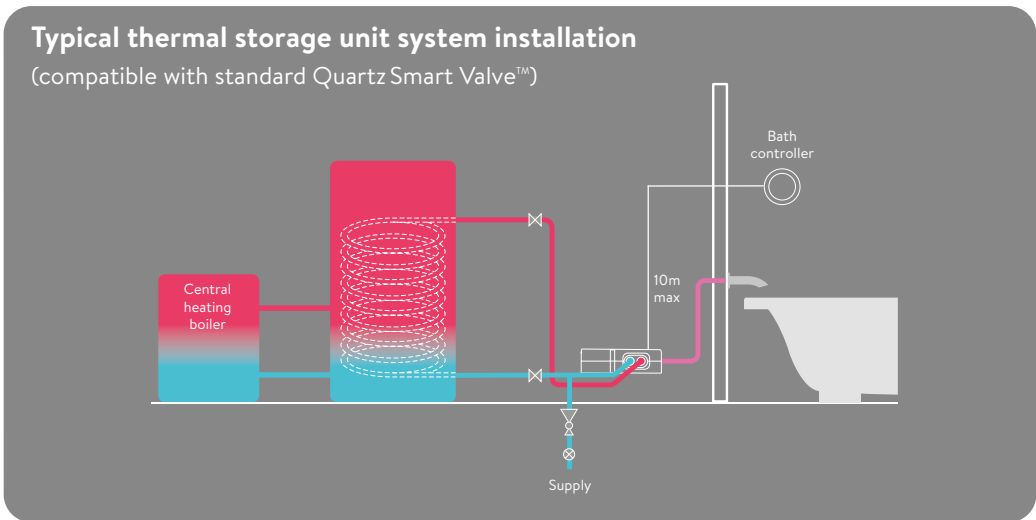 Typical thermal storage unit system installation
(compatible with standard Quartz Smart Valve™)
Bath
controller
10m
max
Central
heating
boiler
Supply